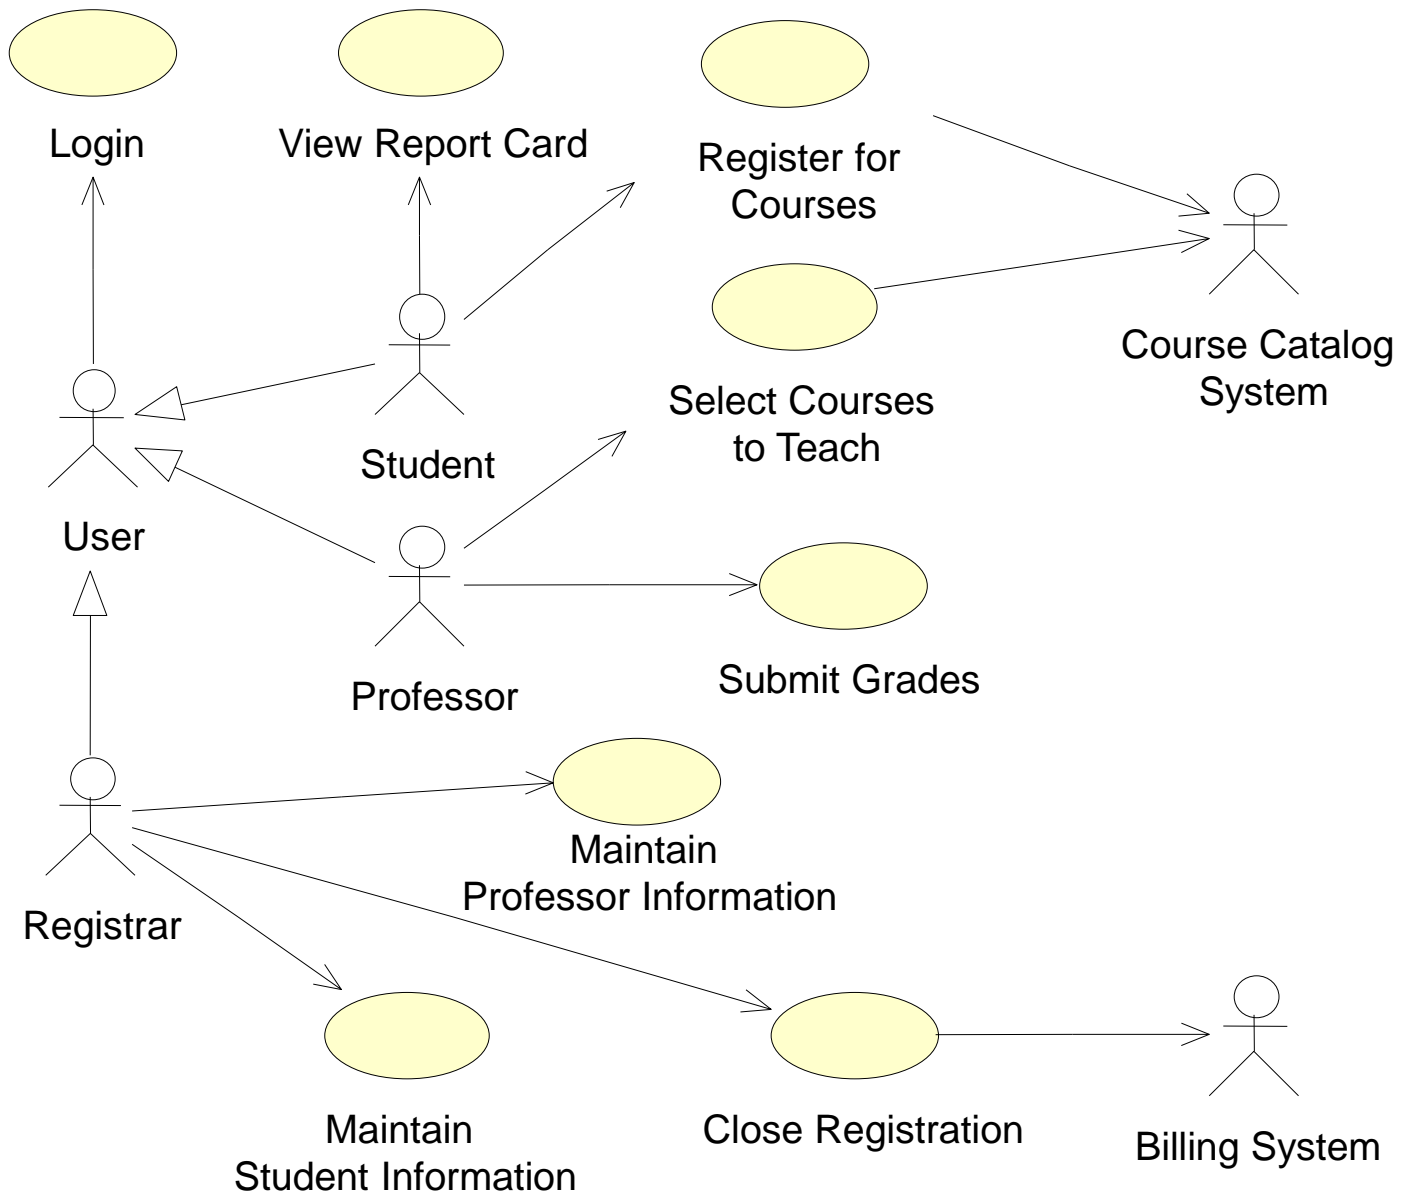 Login
View Report Card
Register for
Courses
Course Catalog
System
Select Courses
to Teach
Student
User
Professor
Submit Grades
Maintain
Professor Information
Registrar
Maintain
Student Information
Close Registration
Billing System